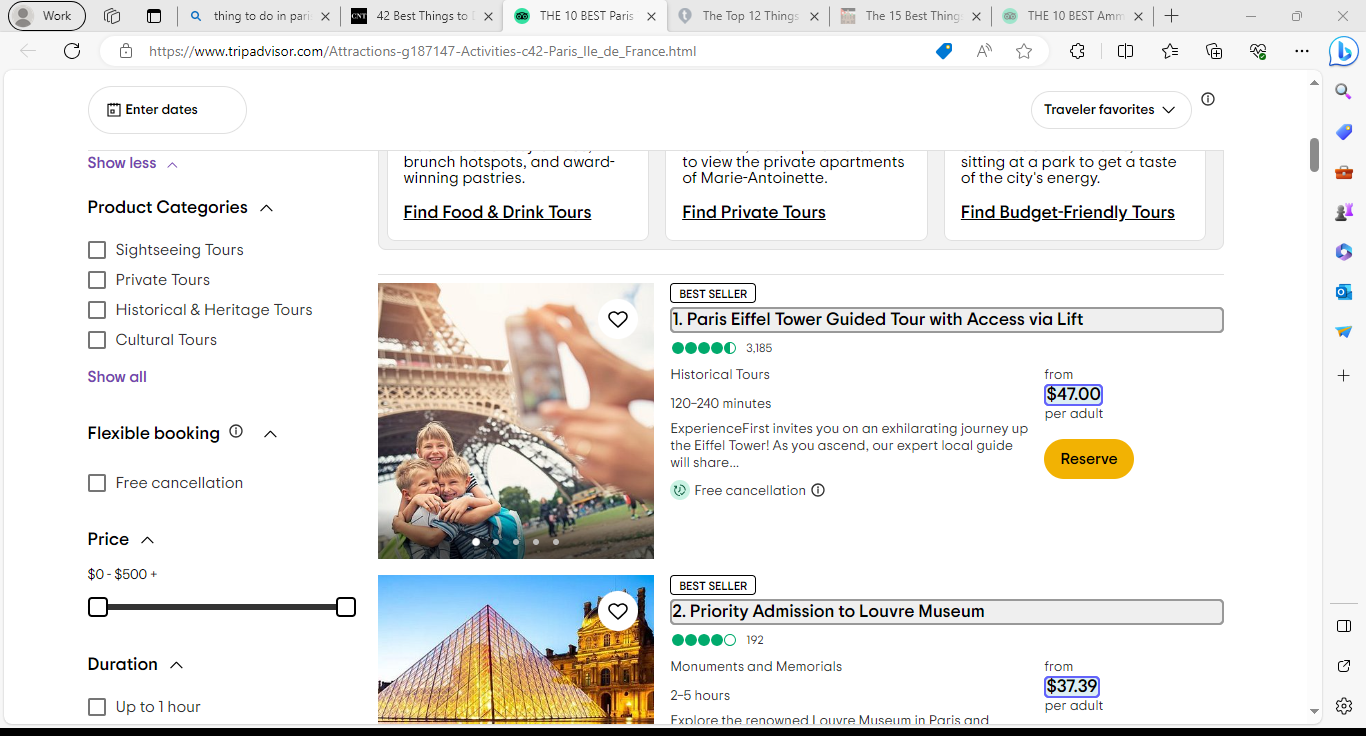 Work
thing to do in pari
42 Best Things to
THE 10 BEST Paris
The Top 12 Things
The 15 Best Thing
THE 10 BEST Amm
https://www.tripadvisor.com/Attractions-g187147-Activities-c42-Paris_Ile_de_France.html
Enter dates
Traveler favorites
Show less
Product Categories
Sightseeing Tours
Private Tours
Historical & Heritage Tours
Cultural Tours
Show all
Flexible booking
Free cancellation
Price
$0 - $500 +
Duration
Up to 1 hour
brunch hotspots, and award-
winning pastries.
Find Food & Drink Tours
to view the private apartments
of Marie-Antoinette.
Find Private Tours
sitting at a park to get a taste
of the city's energy.
Find Budget-Friendly Tours
BEST SELLER
1. Paris Eiffel Tower Guided Tour with Access via Lift
3,185
Historical Tours
120–240 minutes
ExperienceFirst invites you on an exhilarating journey up
the Eiffel Tower! As you ascend, our expert local guide
will share...
Free cancellation
from
$47.00
per adult
Reserve
BEST SELLER
2. Priority Admission to Louvre Museum
192
Monuments and Memorials
2–5 hours
Explore the renowned Louvre Museum in Paris and
from
$37.39
per adult